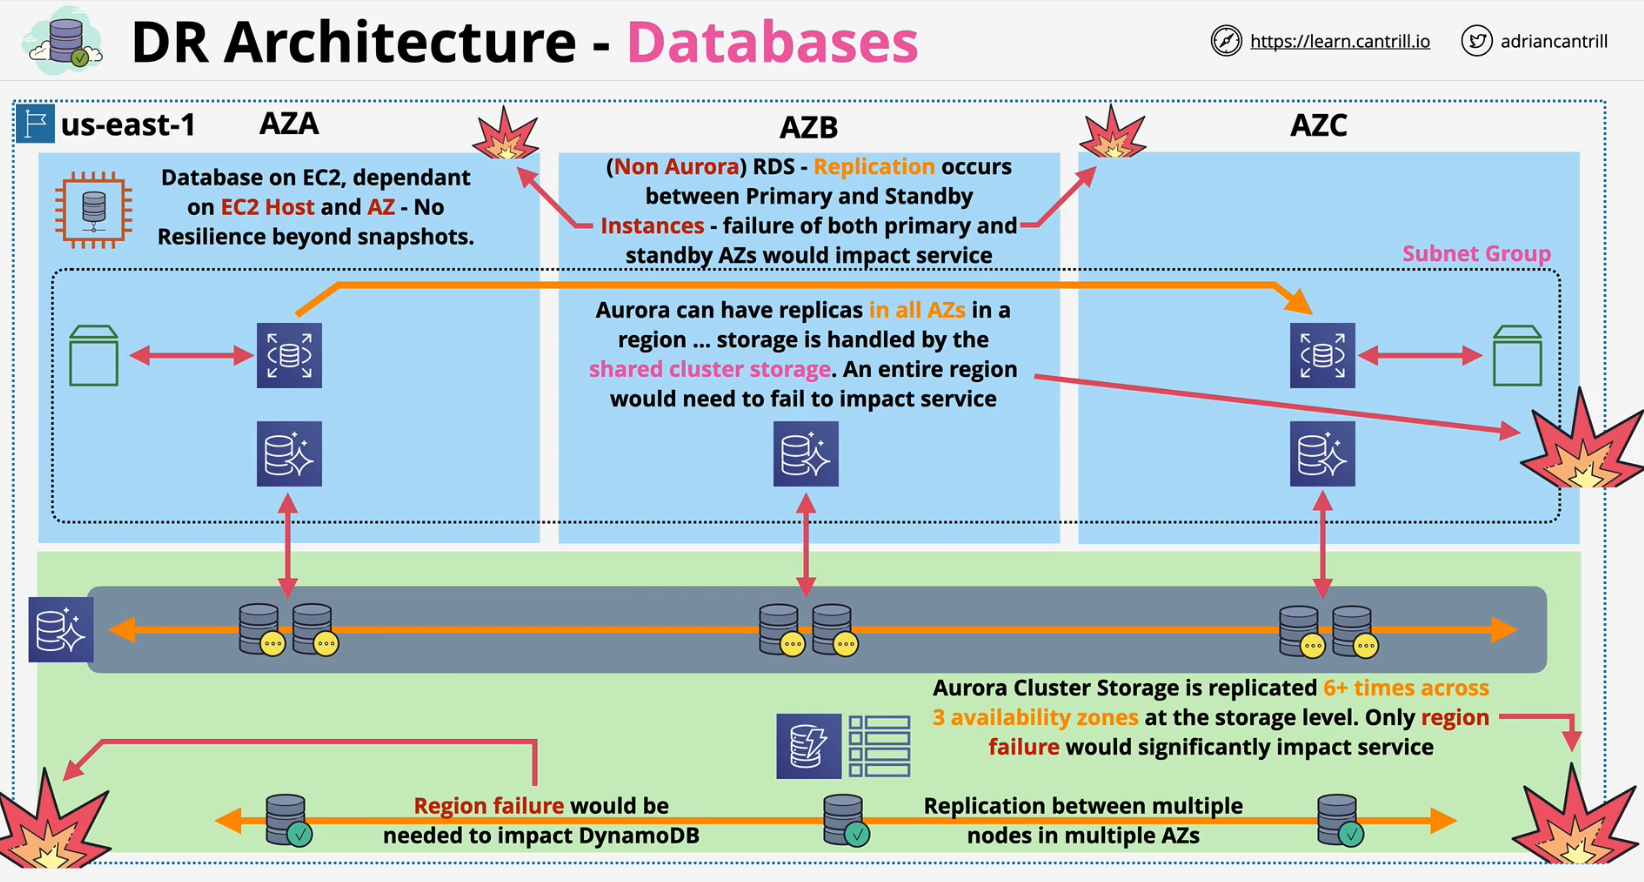 DR Architecture - Databases
https://learn.cantrill.io
adriancantrill
us-east-1
AZA
AZB
AZC
Database on EC2, dependant
on EC2 Host and AZ - No
Resilience beyond snapshots.
(Non Aurora) RDS - Replication occurs
between Primary and Standby
Instances - failure of both primary and
standby AZs would impact service
Subnet Group
Aurora can have replicas in all AZs in a
region ... storage is handled by the
shared cluster storage. An entire region
would need to fail to impact service
Aurora Cluster Storage is replicated 6+ times across
3 availability zones at the storage level. Only region
failure would significantly impact service
Region failure would be
needed to impact DynamoDB
Replication between multiple
nodes in multiple AZs